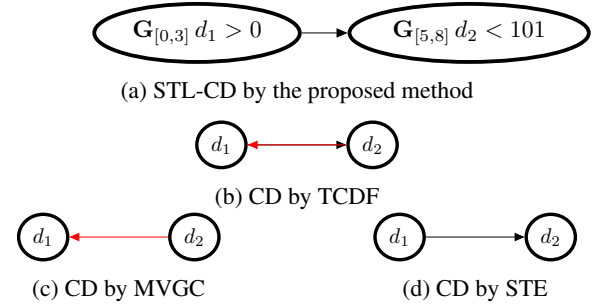 G[0,3] d1 > 0 G[5,8] d2 < 101
(a) STL-CD by the proposed method
d1 d2
(b) CD by TCDF
d1 d2 d1 d2
(c) CD by MVGC (d) CD by STE